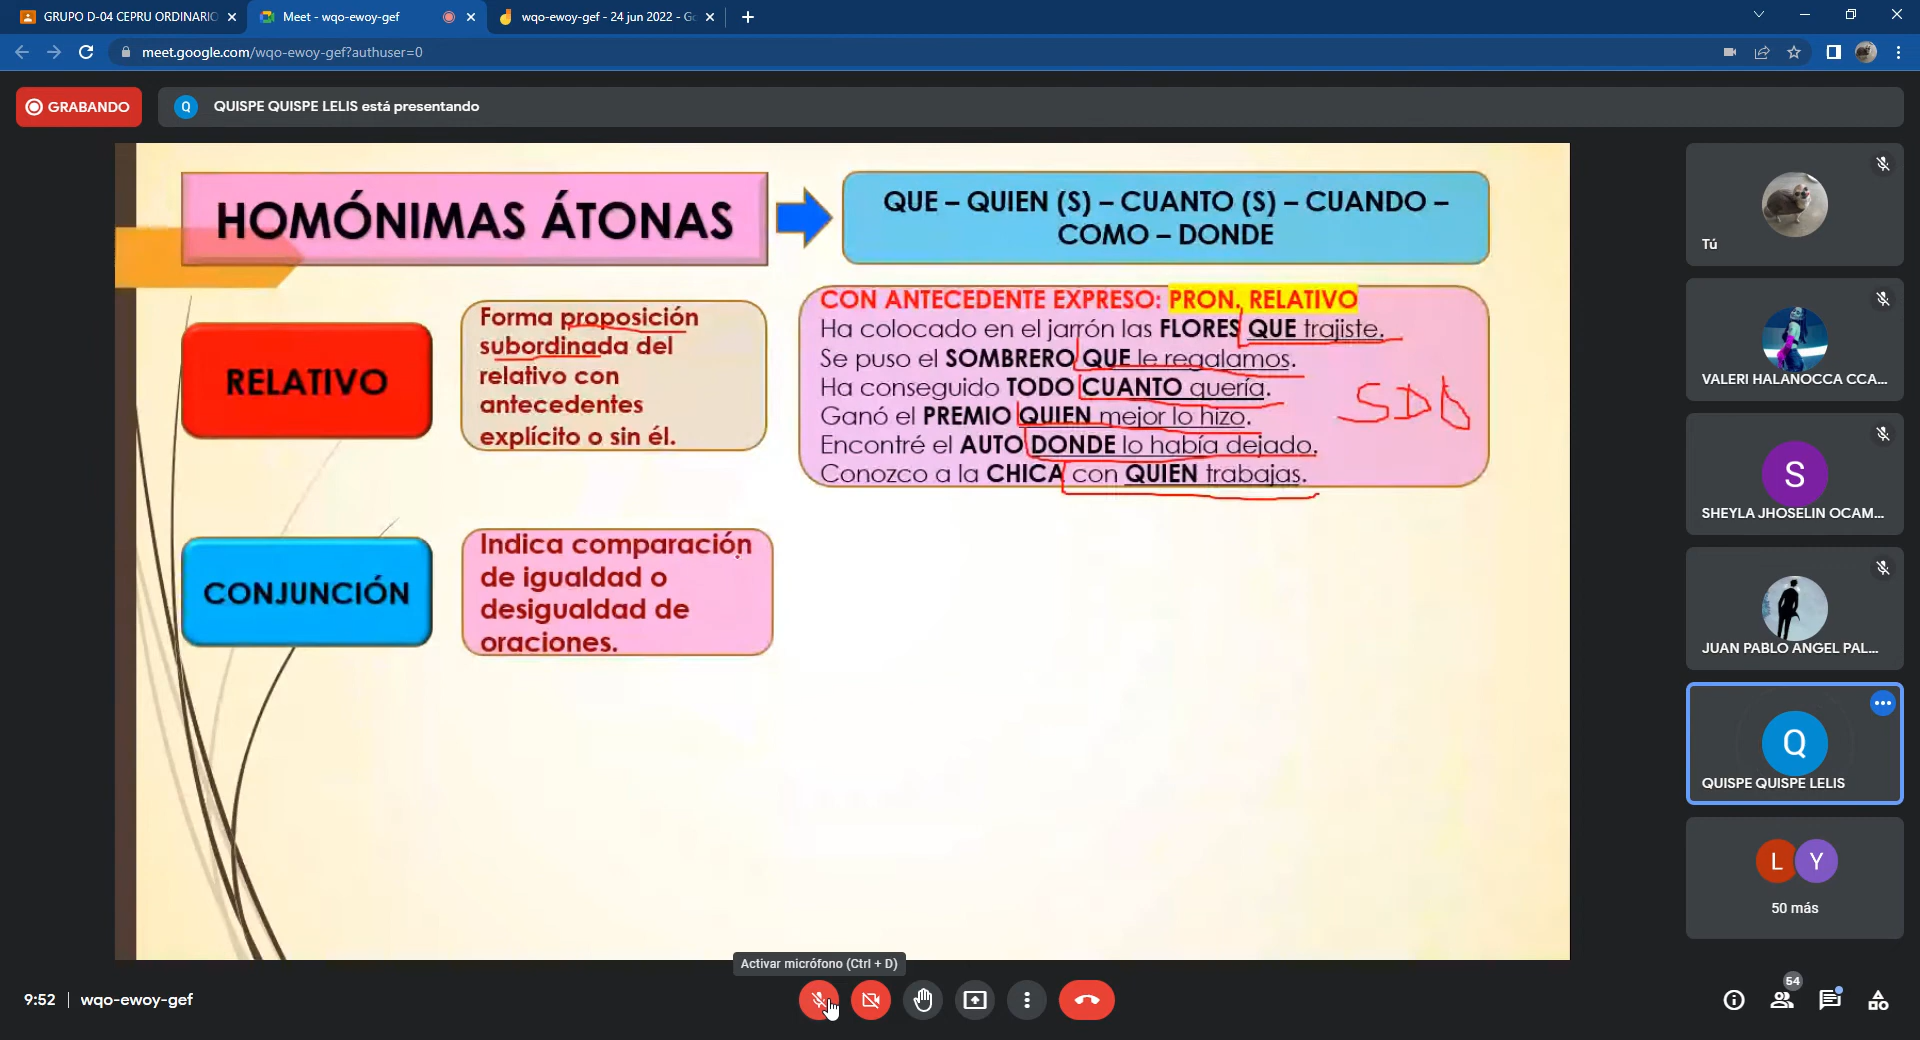 GRUPO D-04 CEPRU ORDINARIO
Meet - wqo-ewoy-gef
wqo-ewoy-gef - 24 jun 2022 - Go
meet.google.com/wqo-ewoy-gef?authuser=0
GRABANDO
Q QUISPE QUISPE LELIS está presentando
HOMÓNIMAS ÁTONAS
QUE – QUIEN (S) – CUANTO (S) – CUANDO –
COMO – DONDE
RELATIVO
Forma proposición
subordinada del
relativo con
antecedentes
explícito o sin él.
CON ANTECEDENTE EXPRESO: PRON. RELATIVO
Ha colocado en el jarrón las FLORES QUE trajiste.
Se puso el SOMBRERO QUE le regalamos.
Ha conseguido TODO CUANTO quería.
Ganó el PREMIO QUIEN mejor lo hizo.
Encontré el AUTO DONDE lo había dejado.
Conozco a la CHICA con QUIEN trabajas.
CONJUNCIÓN
Indica comparación
de igualdad o
desigualdad de
oraciones.
Tú
VALERI HALANOCCA CCA...
S
SHEYLA JHOSELIN OCAM...
JUAN PABLO ANGEL PAL...
Q
QUISPE QUISPE LELIS
L Y
50 más
Activar micrófono (Ctrl + D)
9:52 | wqo-ewoy-gef
54